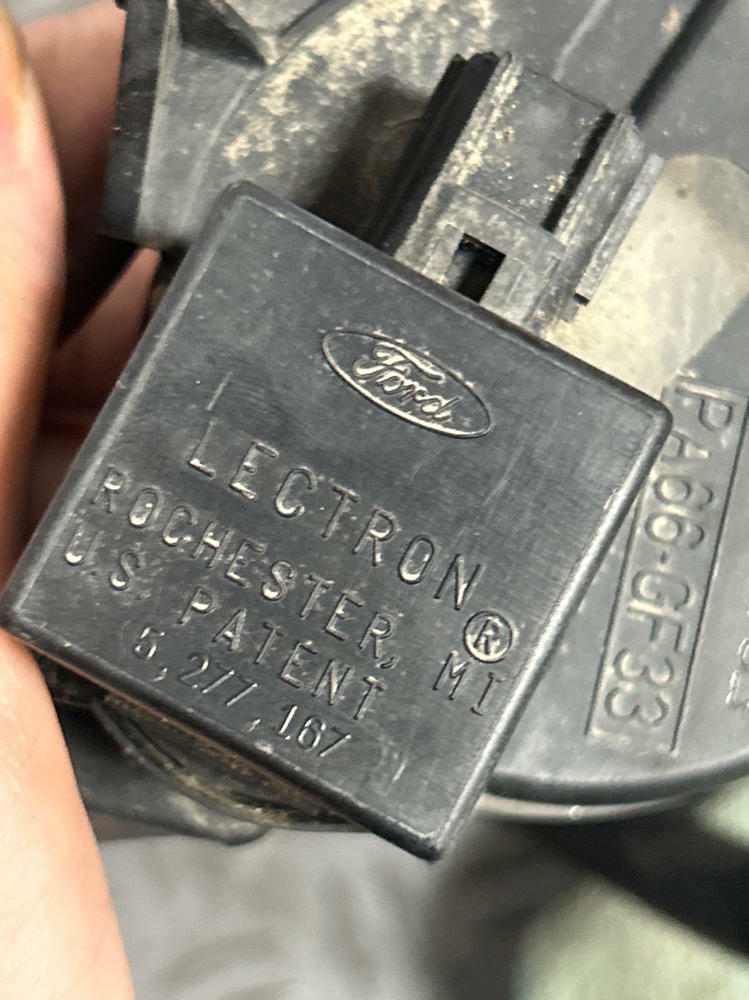 Ford
LECTRON®
ROCHESTER, MI
U.S. PATENT
5,277,167
PA66-GF33